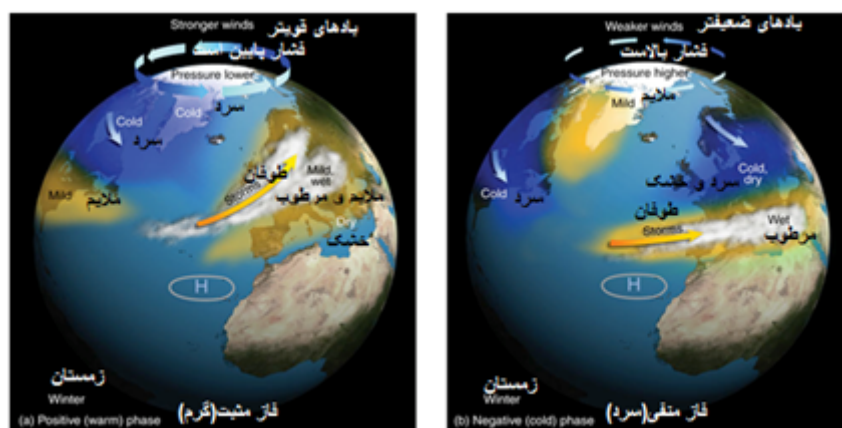 Stronger winds بادهای قویتر
فشار پایین است
Pressure lower
Cold سرد
Cold سرد
Mild ملایم
طوفان
Storms
Mild, wet
ملایم و مرطوب
Dry
خشک
H
زمستان
Winter
(a) Positive (warm) phase فاز مثبت(گرم)
Weaker winds بادهای ضعیفتر
فشار بالاست
Pressure higher
Mild ملایم
Cold سرد
Cold, dry
سرد و خشک
طوفان
Storms
Wet
مرطوب
H
زمستان
Winter
(b) Negative (cold) phase فاز منفی(سرد)